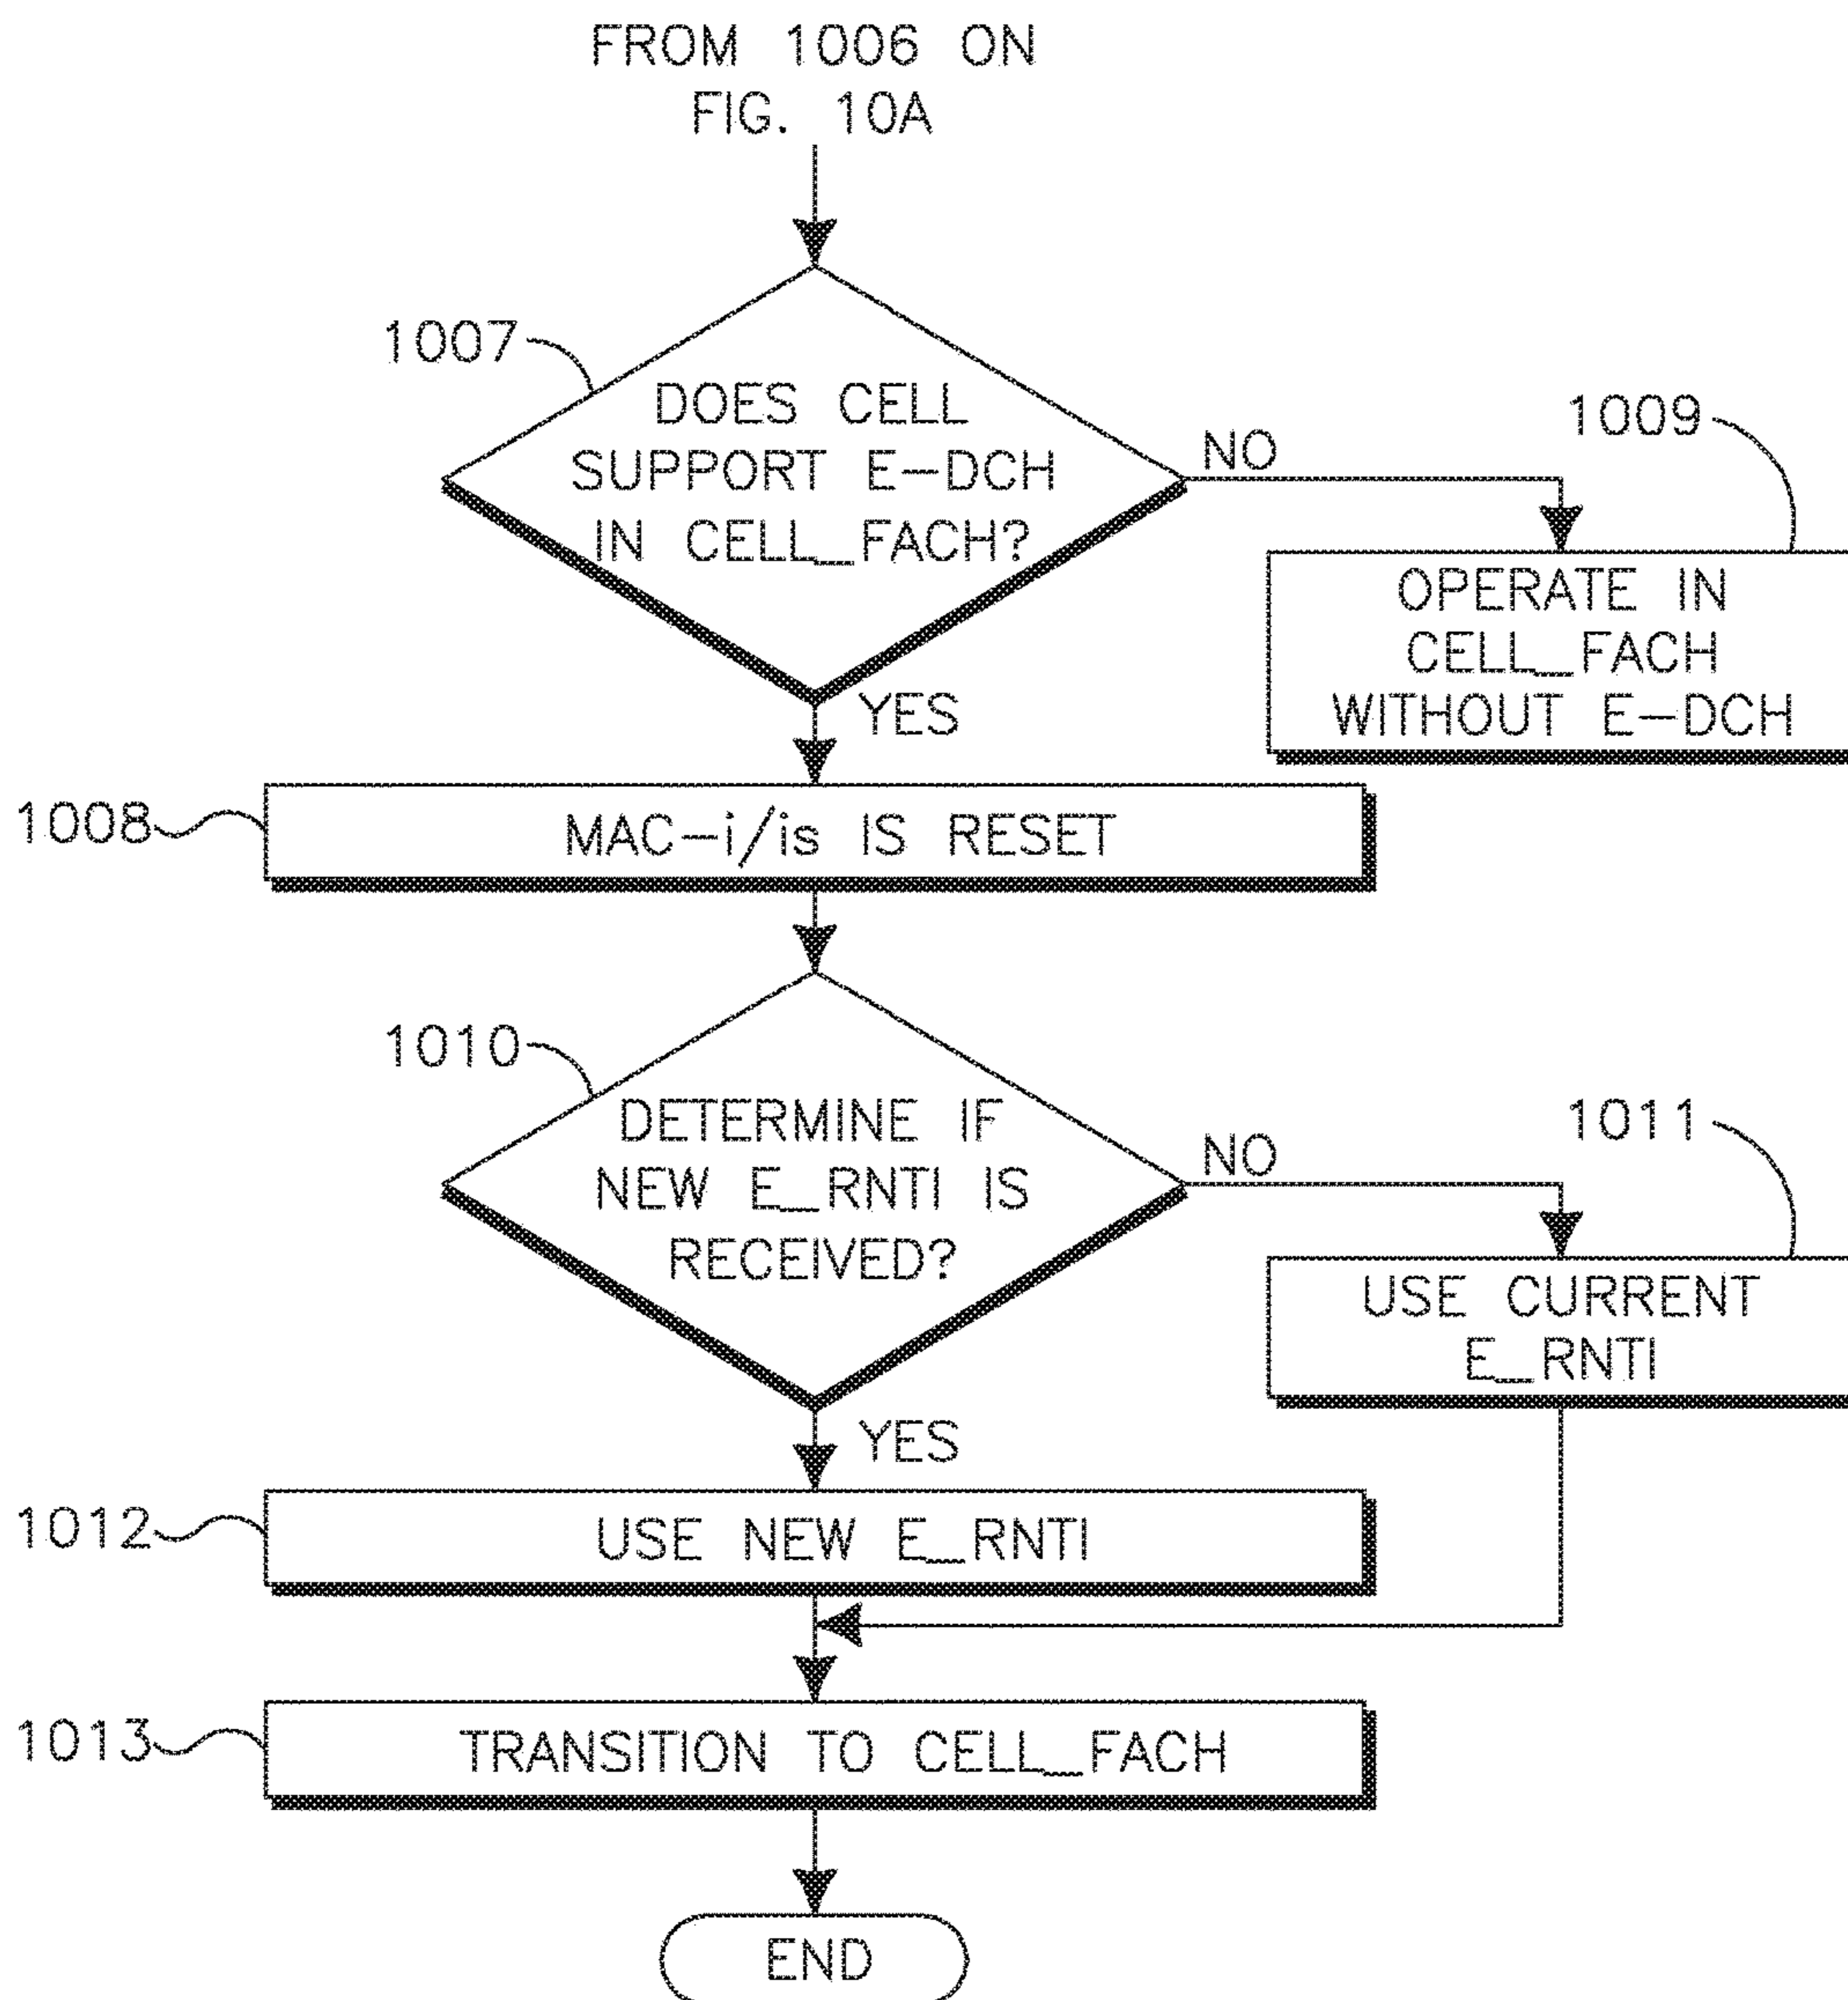 FROM 1006 ON
FIG. 10A
1007
DOES CELL
SUPPORT E-DCH
IN CELL_FACH?
NO
1009
OPERATE IN
CELL_FACH
WITHOUT E-DCH
YES
1008
MAC-i/is IS RESET
1010
DETERMINE IF
NEW E_RNTI IS
RECEIVED?
NO
1011
USE CURRENT
E_RNTI
YES
1012
USE NEW E_RNTI
1013
TRANSITION TO CELL_FACH
END